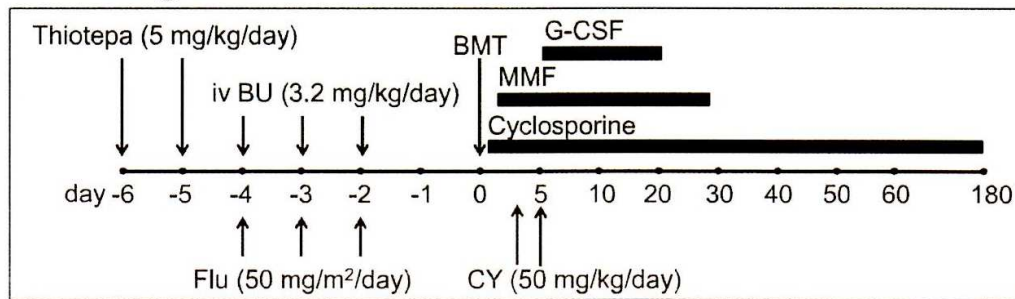 G-CSF
Thiotepa (5 mg/kg/day)
BMT
MMF
iv BU (3.2 mg/kg/day)
Cyclosporine
day -6 -5 -4 -3 -2 -1 0 5 10 20 30 40 50 60 180
Flu (50 mg/m²/day) CY (50 mg/kg/day)